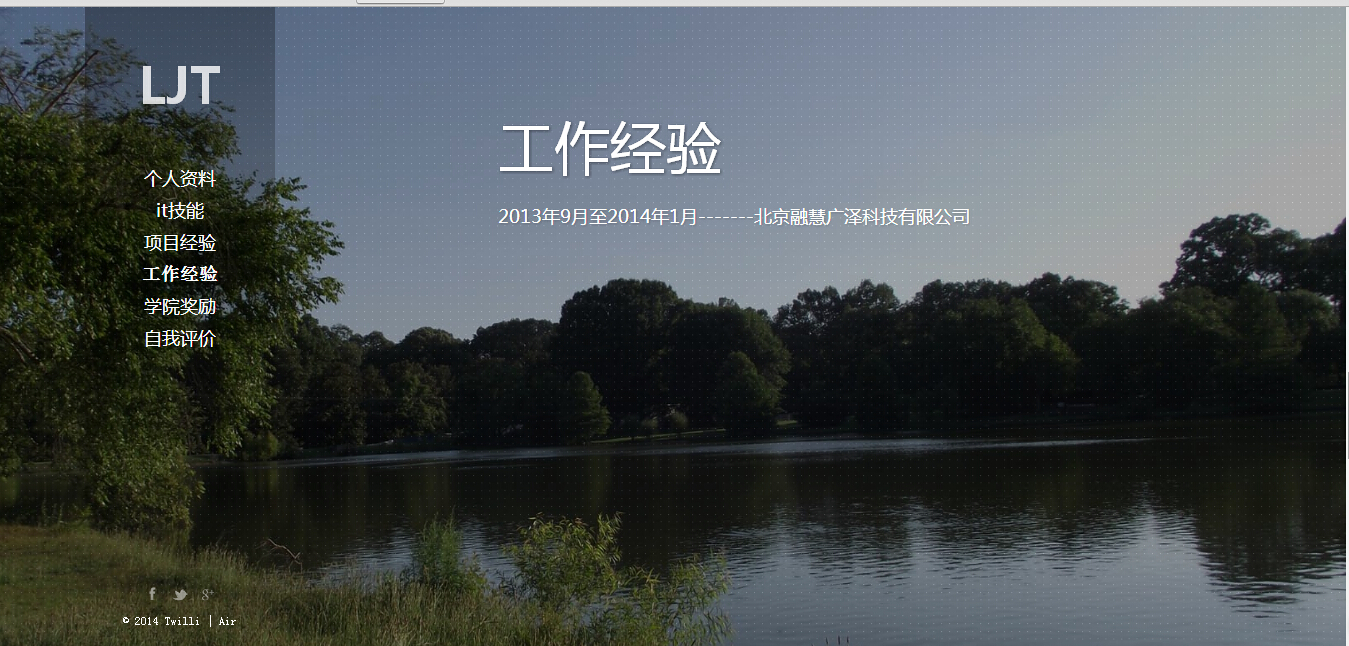 LJT
个人资料
it技能
项目经验
工作经验
学院奖励
自我评价
工作经验
2013年9月至2014年1月-------北京融慧广泽科技有限公司
© 2014 Twilli | Air